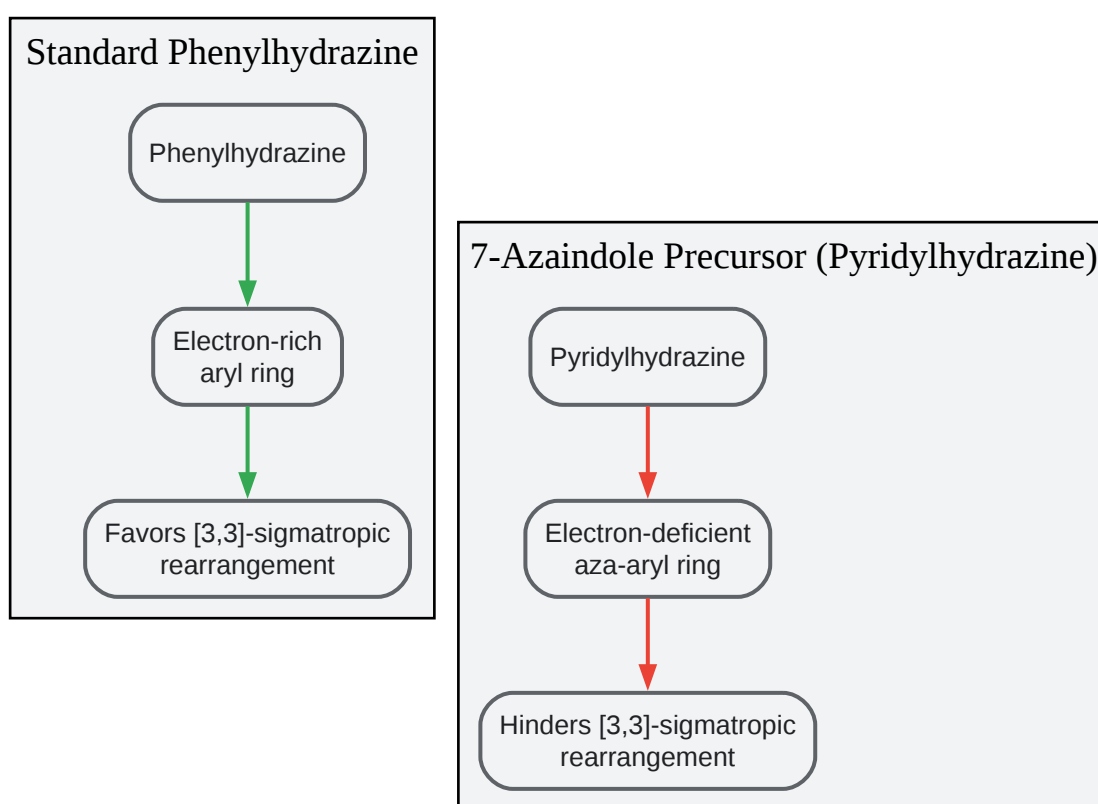 Standard Phenylhydrazine
Phenylhydrazine
Electron-rich
aryl ring
Favors [3,3]-sigmatropic
rearrangement
7-Azaindole Precursor (Pyridylhydrazine)
Pyridylhydrazine
Electron-deficient
aza-aryl ring
Hinders [3,3]-sigmatropic
rearrangement